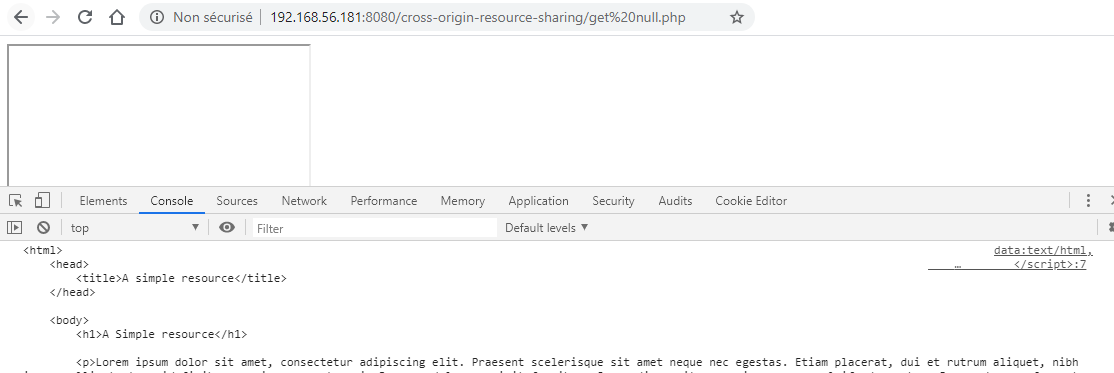 Non sécurisé | 192.168.56.181:8080/cross-origin-resource-sharing/get%20null.php
Elements Console Sources Network Performance Memory Application Security Audits Cookie Editor
top Filter Default levels
<html> data:text/html,
<head> … </script>:7
<title>A simple resource</title>
</head>
<body>
<h1>A Simple resource</h1>
<p>Lorem ipsum dolor sit amet, consectetur adipiscing elit. Praesent scelerisque sit amet neque nec egestas. Etiam placerat, dui et rutrum aliquet, nibh